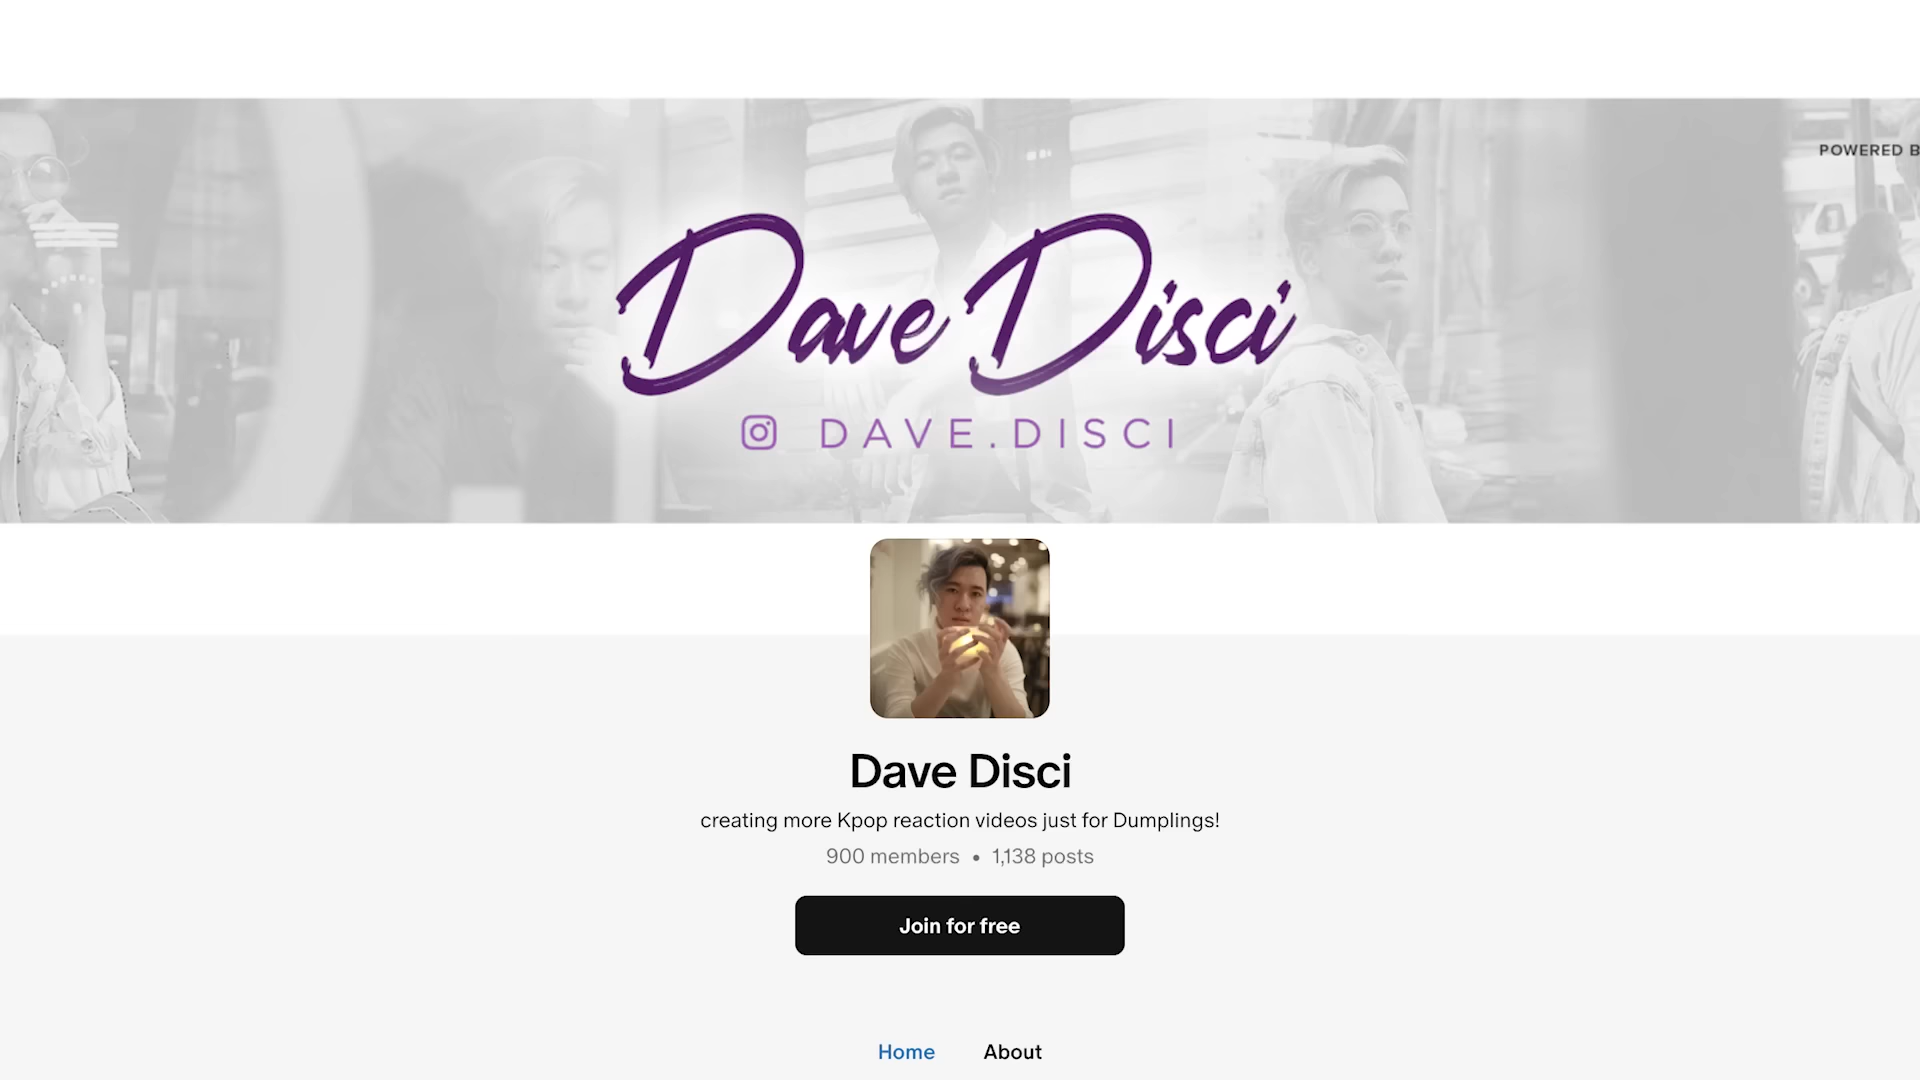 POWERED B
Dave Disci
DAVE.DISCI
Dave Disci
creating more Kpop reaction videos just for Dumplings!
900 members • 1,138 posts
Join for free
Home About